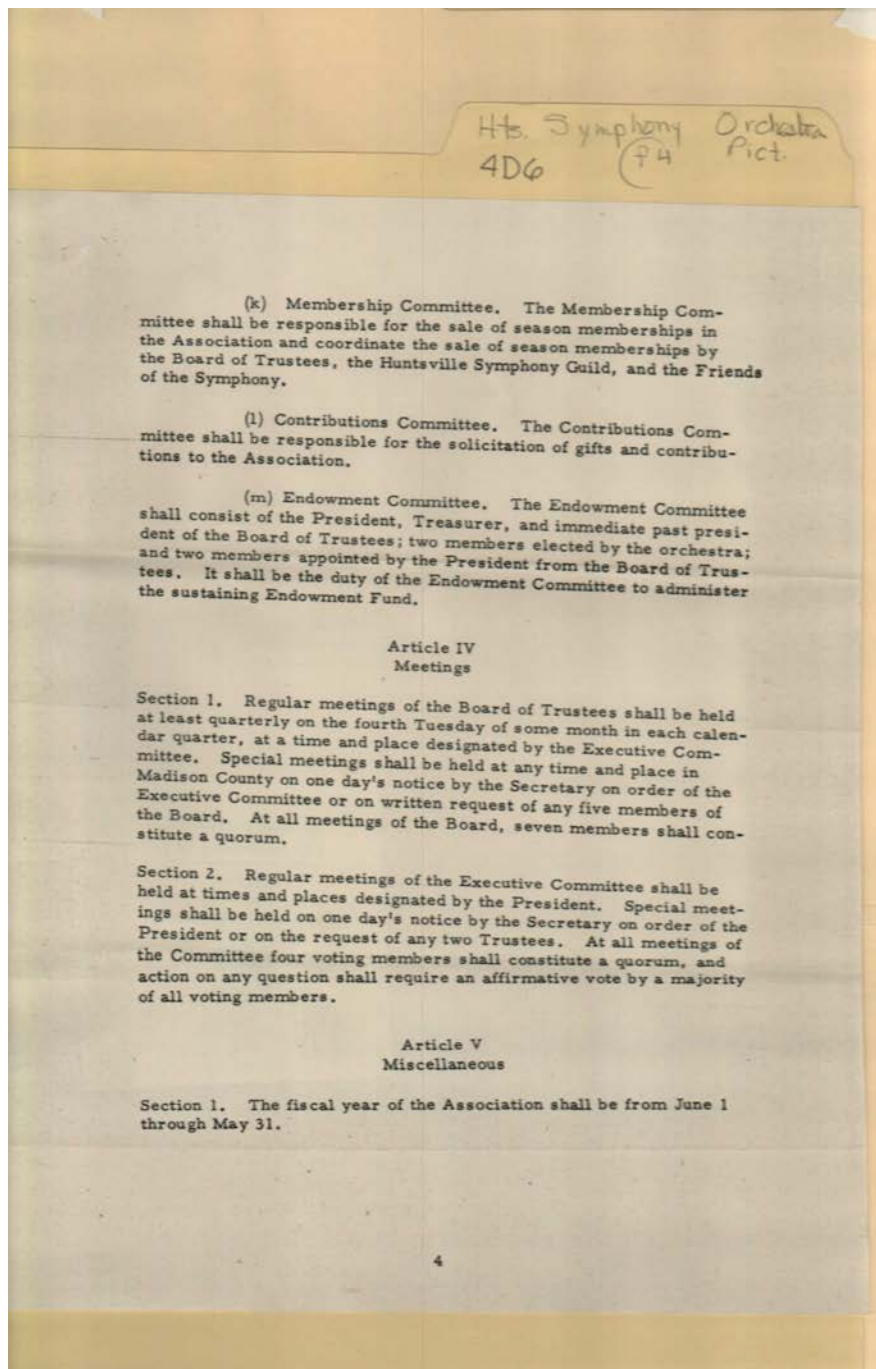 Hts. Symphony Orchestra
4D6 P4 Pict.
(k) Membership Committee. The Membership Com-
mittee shall be responsible for the sale of season memberships in
the Association and coordinate the sale of season memberships by
the Board of Trustees, the Huntsville Symphony Guild, and the Friends
of the Symphony.
(l) Contributions Committee. The Contributions Com-
mittee shall be responsible for the solicitation of gifts and contribu-
tions to the Association.
(m) Endowment Committee. The Endowment Committee
shall consist of the President, Treasurer, and immediate past presi-
dent of the Board of Trustees; two members elected by the orchestra;
and two members appointed by the President from the Board of Trus-
tees. It shall be the duty of the Endowment Committee to administer
the sustaining Endowment Fund.
Article IV
Meetings
Section 1. Regular meetings of the Board of Trustees shall be held
at least quarterly on the fourth Tuesday of some month in each calen-
dar quarter, at a time and place designated by the Executive Com-
mittee. Special meetings shall be held at any time and place in
Madison County on one day's notice by the Secretary on order of the
Executive Committee or on written request of any five members of
the Board. At all meetings of the Board, seven members shall con-
stitute a quorum.
Section 2. Regular meetings of the Executive Committee shall be
held at times and places designated by the President. Special meet-
ings shall be held on one day's notice by the Secretary on order of the
President or on the request of any two Trustees. At all meetings of
the Committee four voting members shall constitute a quorum, and
action on any question shall require an affirmative vote by a majority
of all voting members.
Article V
Miscellaneous
Section 1. The fiscal year of the Association shall be from June 1
through May 31.
4